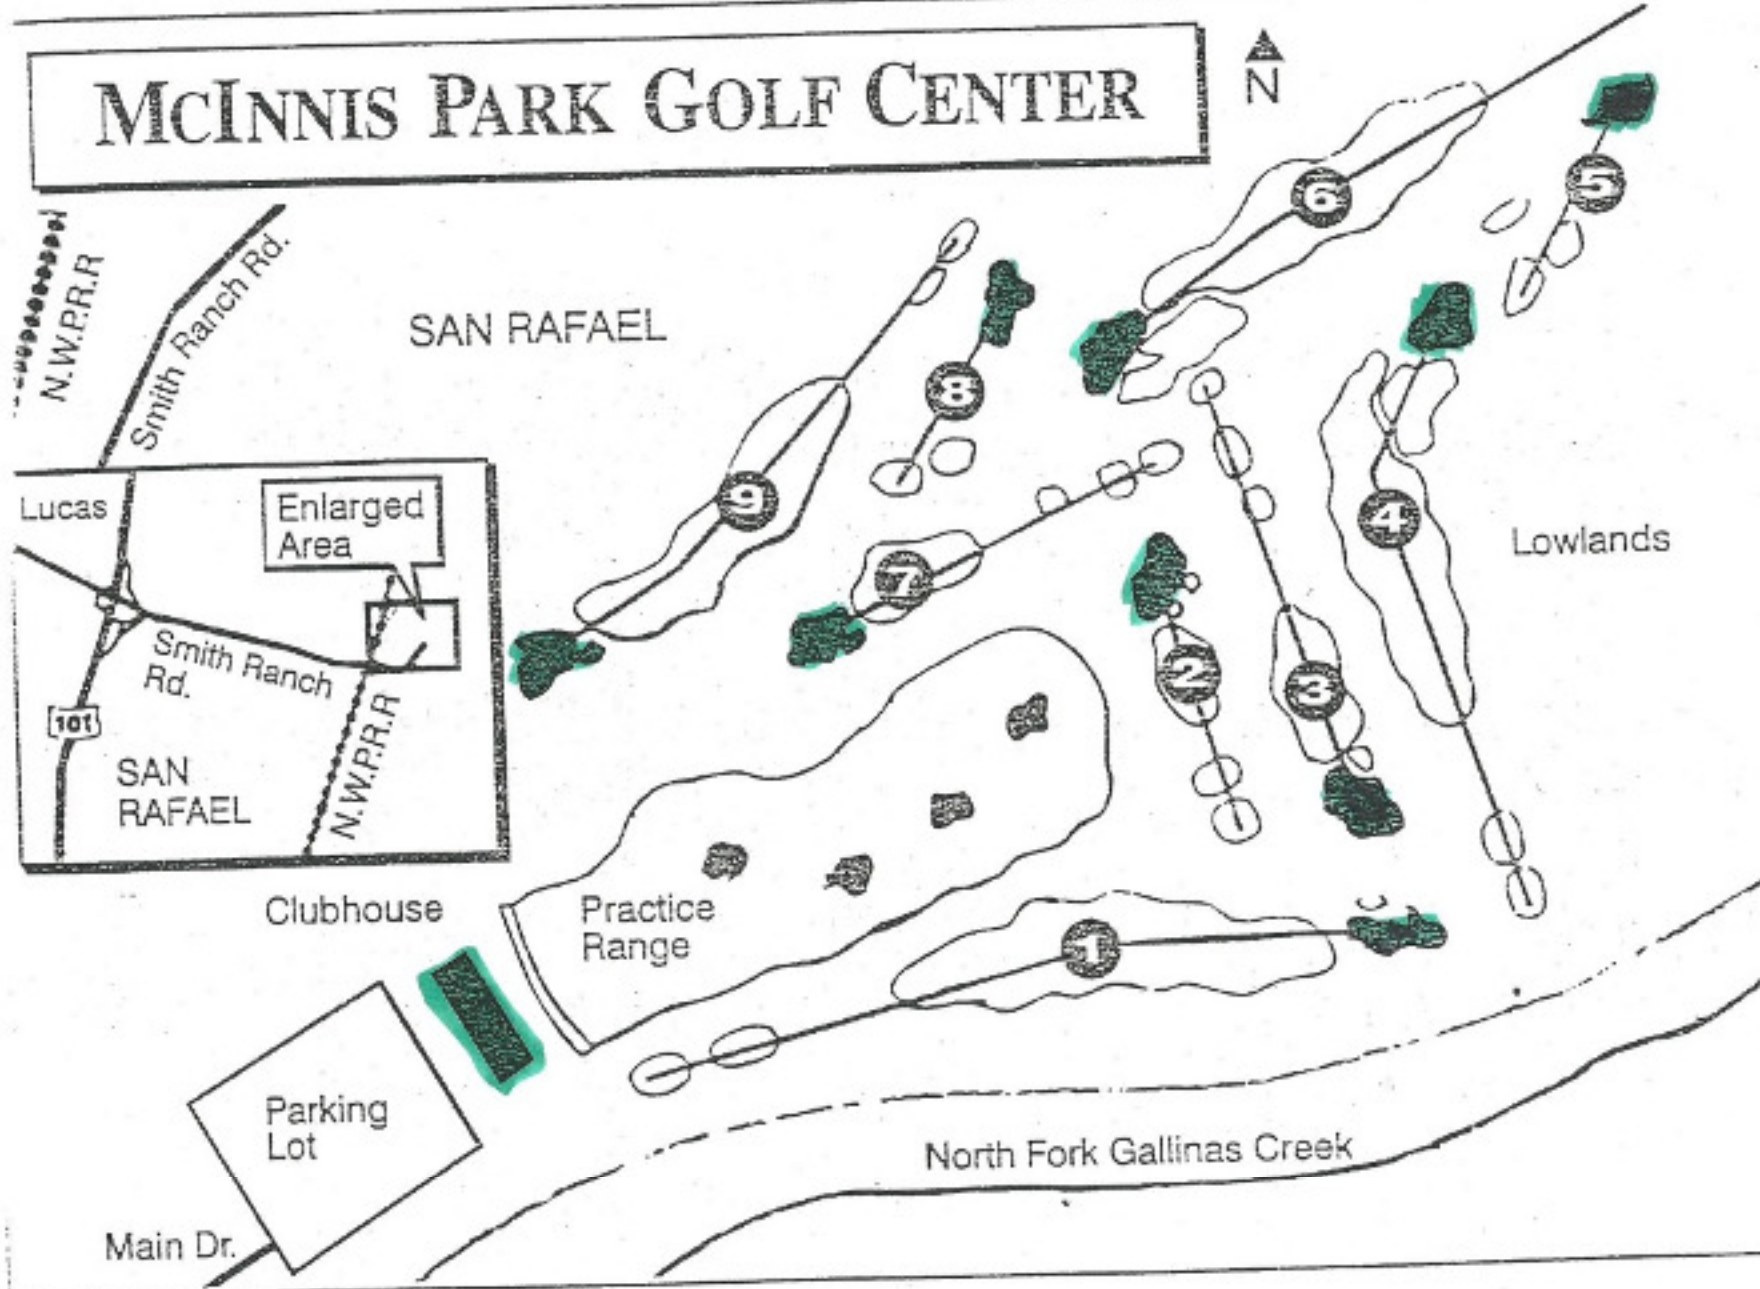 McInnis Park Golf Center
N
6
5
N.W.P.R.R
Smith Ranch Rd.
SAN RAFAEL
8
9
4
Lowlands
7
2
3
Lucas
Enlarged
Area
Smith Ranch
Rd.
101
SAN
RAFAEL
N.W.P.R.R
Clubhouse
Practice
Range
1
Parking
Lot
North Fork Gallinas Creek
Main Dr.